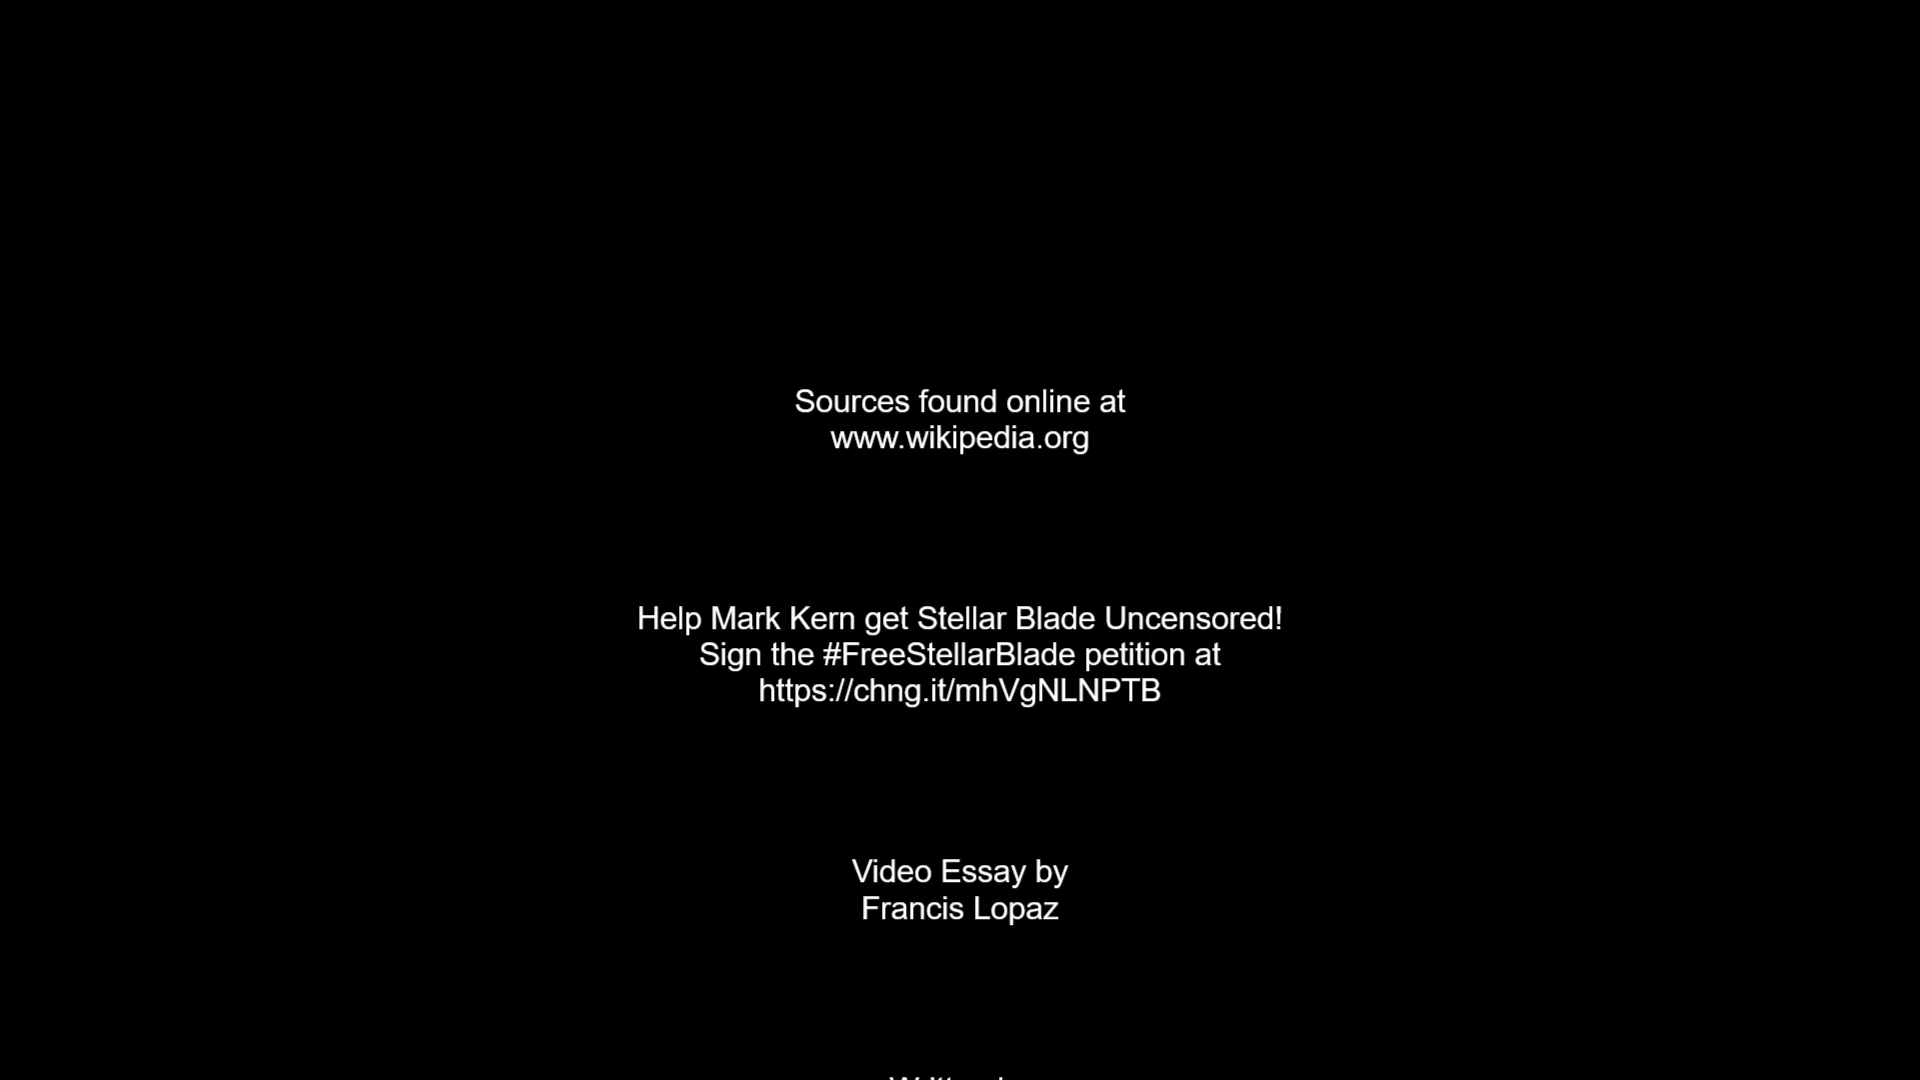 Sources found online at
www.wikipedia.org
Help Mark Kern get Stellar Blade Uncensored!
Sign the #FreeStellarBlade petition at
https://chng.it/mhVgNLNPTB
Video Essay by
Francis Lopaz